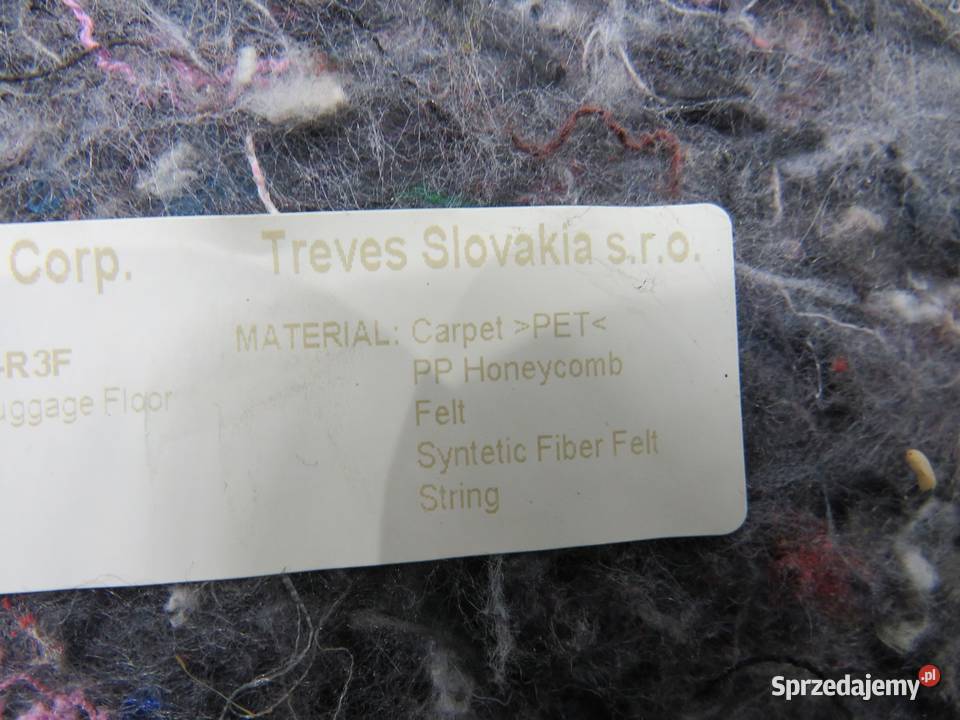 Corp. Treves Slovakia s.r.o.
MATERIAL: Carpet >PET<
-R3F
PP Honeycomb
uggage Floor
Felt
Syntetic Fiber Felt
String
Sprzedajemy.pl